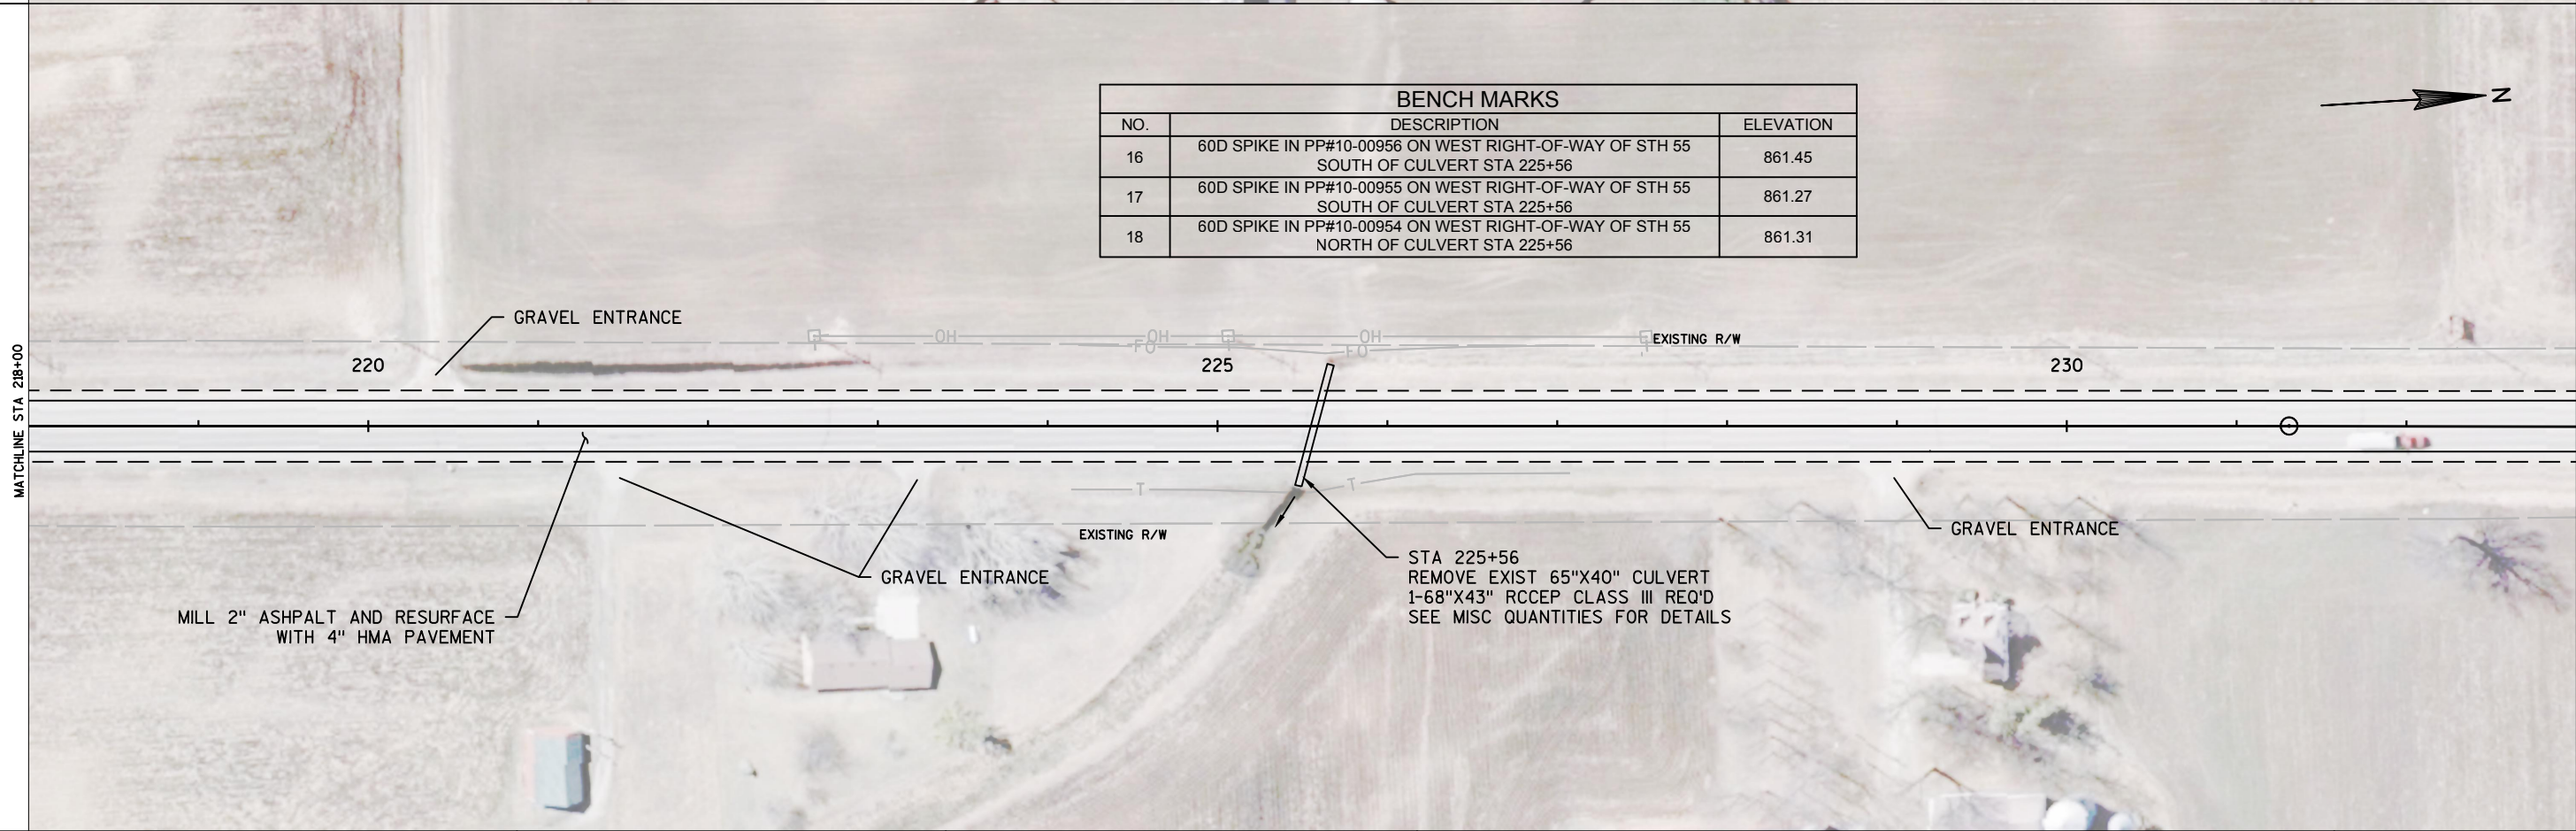 BENCH MARKS
NO. DESCRIPTION ELEVATION
16 60D SPIKE IN PP#10-00956 ON WEST RIGHT-OF-WAY OF STH 55 861.45
SOUTH OF CULVERT STA 225+56
17 60D SPIKE IN PP#10-00955 ON WEST RIGHT-OF-WAY OF STH 55 861.27
SOUTH OF CULVERT STA 225+56
18 60D SPIKE IN PP#10-00954 ON WEST RIGHT-OF-WAY OF STH 55 861.31
NORTH OF CULVERT STA 225+56
N
GRAVEL ENTRANCE
OH OH OH
EXISTING R/W
FO FO
220 225 230
MATCHLINE STA 218+00
T T
EXISTING R/W
GRAVEL ENTRANCE
GRAVEL ENTRANCE
STA 225+56
REMOVE EXIST 65"X40" CULVERT
1-68"X43" RCCEP CLASS III REQ'D
SEE MISC QUANTITIES FOR DETAILS
MILL 2" ASHPALT AND RESURFACE
WITH 4" HMA PAVEMENT